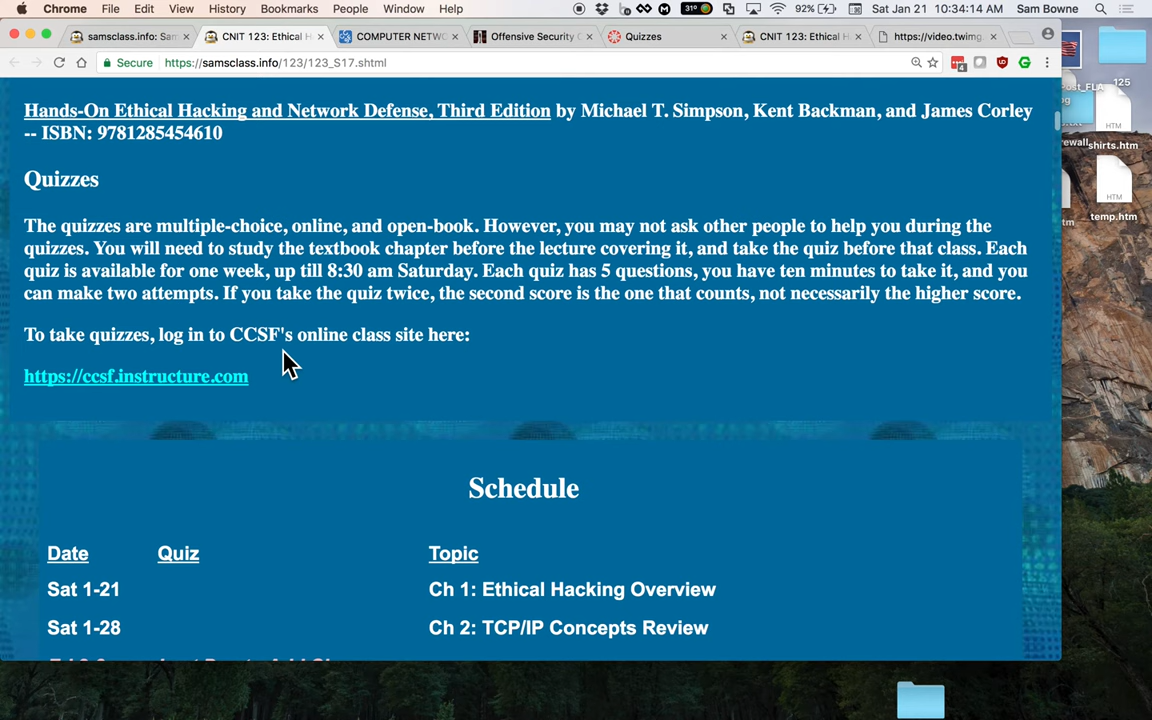 Chrome File Edit View History Bookmarks People Window Help 31° 92% Sat Jan 21 10:34:14 AM Sam Bowne
samsclass.info: Sam
CNIT 123: Ethical H
COMPUTER NETWO
Offensive Security C
Quizzes
CNIT 123: Ethical H
https://video.twimg.
Secure https://samsclass.info/123/123_S17.shtml
125
shirts.htm
HTM
temp.htm
HTM
Hands-On Ethical Hacking and Network Defense, Third Edition by Michael T. Simpson, Kent Backman, and James Corley
-- ISBN: 9781285454610
Quizzes
The quizzes are multiple-choice, online, and open-book. However, you may not ask other people to help you during the
quizzes. You will need to study the textbook chapter before the lecture covering it, and take the quiz before that class. Each
quiz is available for one week, up till 8:30 am Saturday. Each quiz has 5 questions, you have ten minutes to take it, and you
can make two attempts. If you take the quiz twice, the second score is the one that counts, not necessarily the higher score.
To take quizzes, log in to CCSF's online class site here:
https://ccsf.instructure.com
Schedule
Date Quiz Topic
Sat 1-21 Ch 1: Ethical Hacking Overview
Sat 1-28 Ch 2: TCP/IP Concepts Review